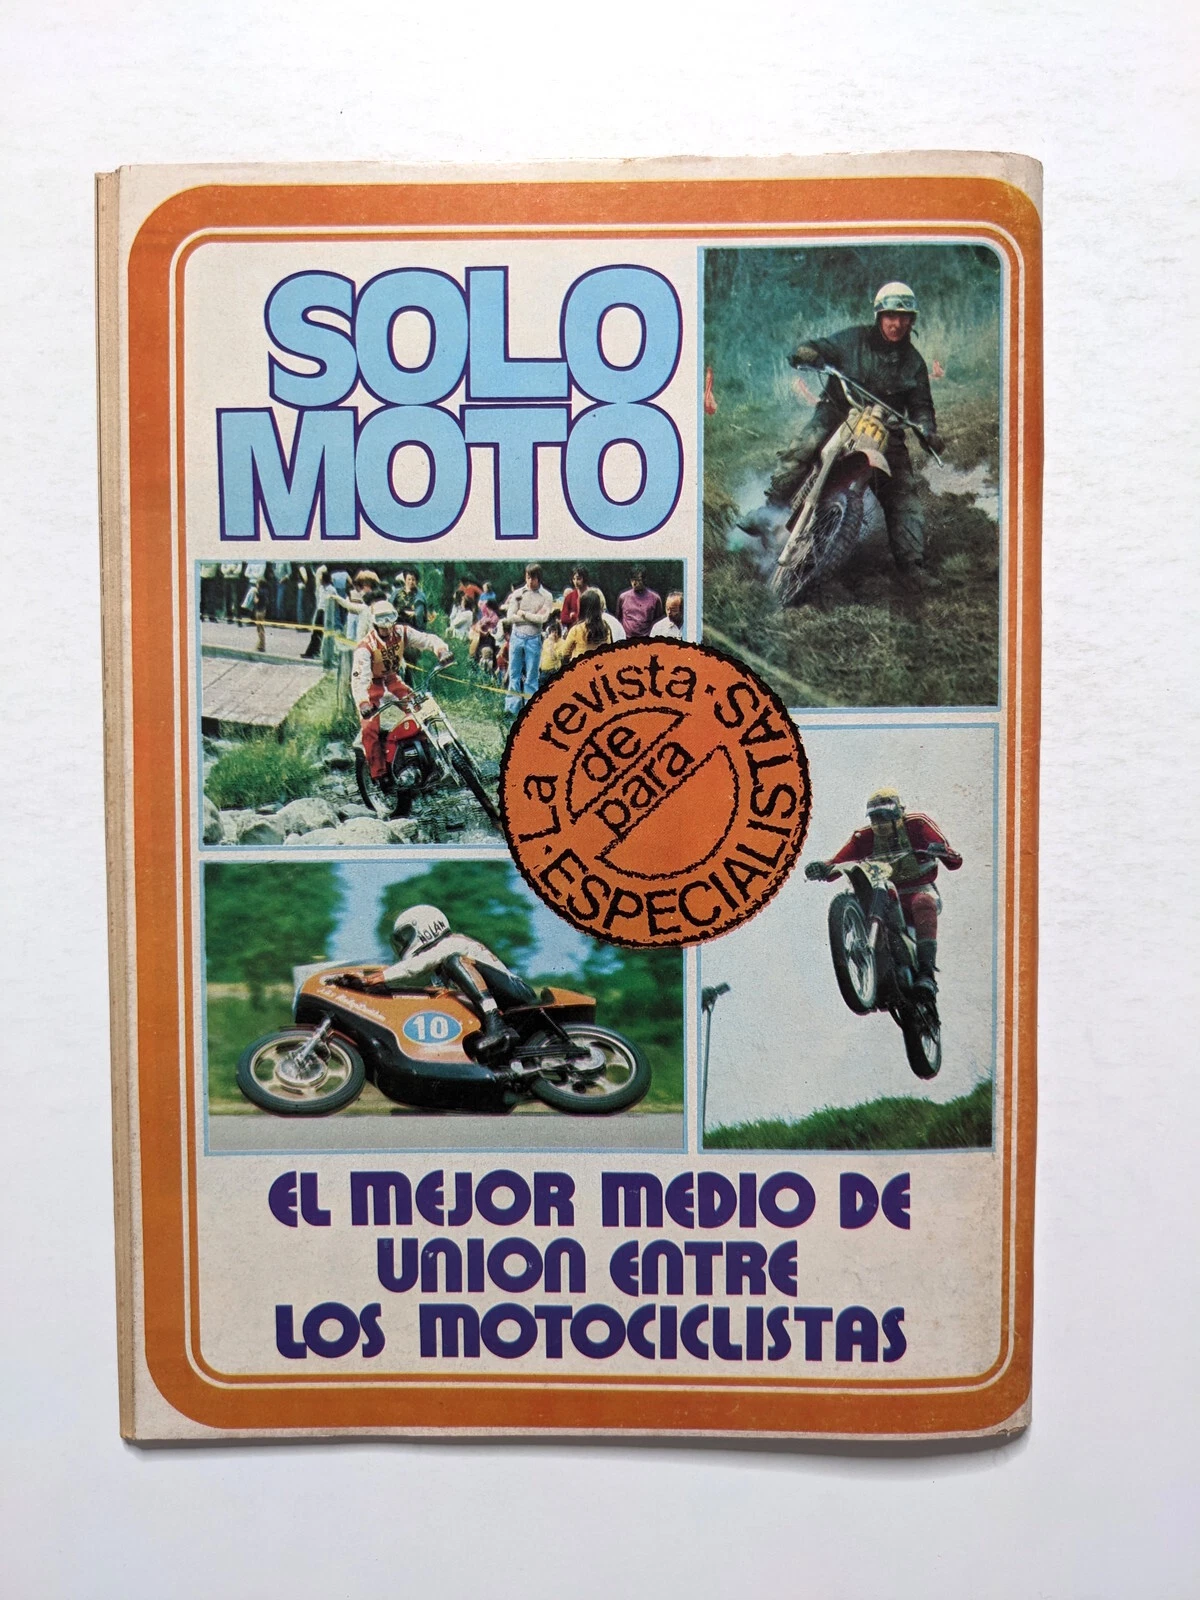 SOLO
MOTO
La revista
de
para
ESPECIALISTAS
NOLAN
10
EL MEJOR MEDIO DE
UNION ENTRE
LOS MOTOCICLISTAS